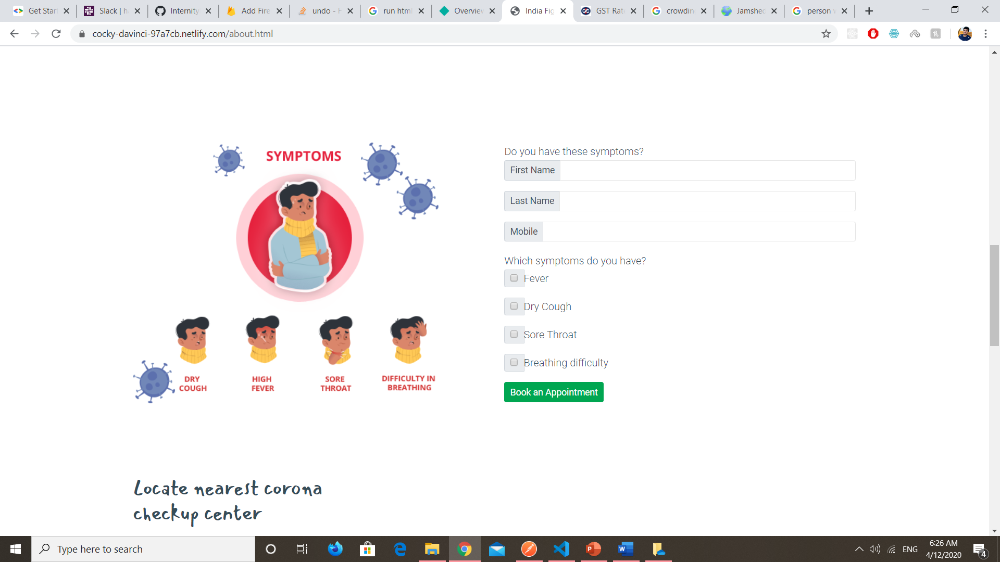 Get Star
Slack | h
Internity
Add Fire
undo - H
run html
Overview
India Fig
GST Rat
crowdin
Jamshed
person w
cocky-davinci-97a7cb.netlify.com/about.html
SYMPTOMS
DRY
COUGH
HIGH
FEVER
SORE
THROAT
DIFFICULTY IN
BREATHING
Do you have these symptoms?
First Name
Last Name
Mobile
Which symptoms do you have?
Fever
Dry Cough
Sore Throat
Breathing difficulty
Book an Appointment
Locate nearest corona
checkup center
Type here to search
ENG
6:26 AM
4/12/2020
4